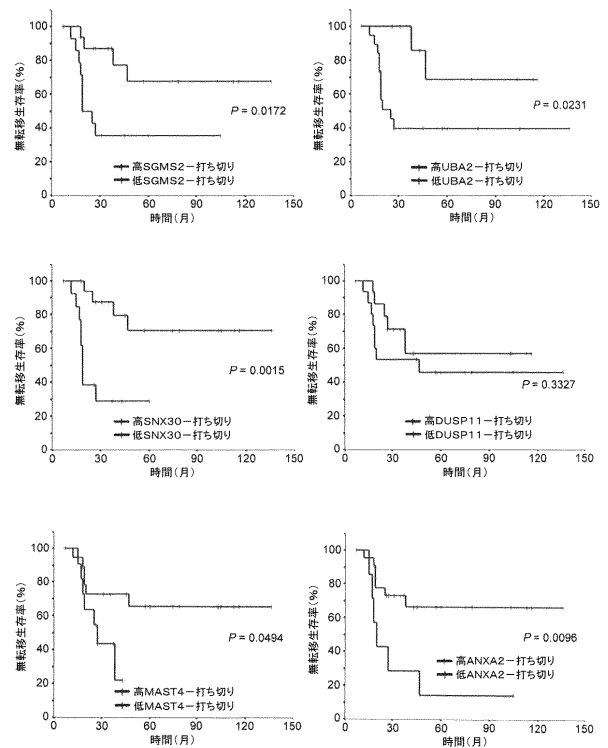 無転移生存率(%)
100
80
60
40
20
0
P = 0.0172
高SGMS2ー打ち切り
低SGMS2ー打ち切り
0 30 60 90 120 150
時間(月)
無転移生存率(%)
100
80
60
40
20
0
P = 0.0231
高UBA2ー打ち切り
低UBA2ー打ち切り
0 30 60 90 120 150
時間(月)
無転移生存率(%)
100
80
60
40
20
0
P = 0.0015
高SNX30ー打ち切り
低SNX30ー打ち切り
0 30 60 90 120 150
時間(月)
無転移生存率(%)
100
80
60
40
20
0
P = 0.3327
高DUSP11ー打ち切り
低DUSP11ー打ち切り
0 30 60 90 120 150
時間(月)
無転移生存率(%)
100
80
60
40
20
0
P = 0.0494
高MAST4ー打ち切り
低MAST4ー打ち切り
0 30 60 90 120 150
時間(月)
無転移生存率(%)
100
80
60
40
20
0
P = 0.0096
高ANXA2ー打ち切り
低ANXA2ー打ち切り
0 30 60 90 120 150
時間(月)